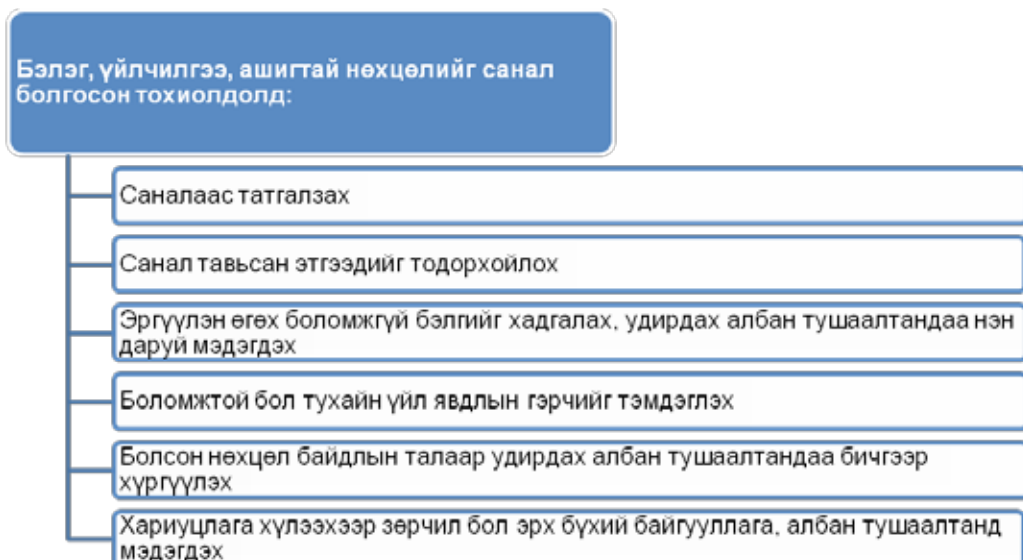 Бэлэг, үйлчилгээ, ашигтай нөхцөлийг санал
болгосон тохиолдолд:
Саналаас татгалзах
Санал тавьсан этгээдийг тодорхойлох
Эргүүлэн өгөх боломжгүй бэлгийг хадгалах, удирдах албан тушаалтандаа нэн
даруй мэдэгдэх
Боломжтой бол тухайн үйл явдлын гэрчийг тэмдэглэх
Болсон нөхцөл байдлын талаар удирдах албан тушаалтандаа бичгээр
хүргүүлэх
Хариуцлага хүлээхээр зөрчил бол эрх бүхий байгууллага, албан тушаалтанд
мэдэгдэх